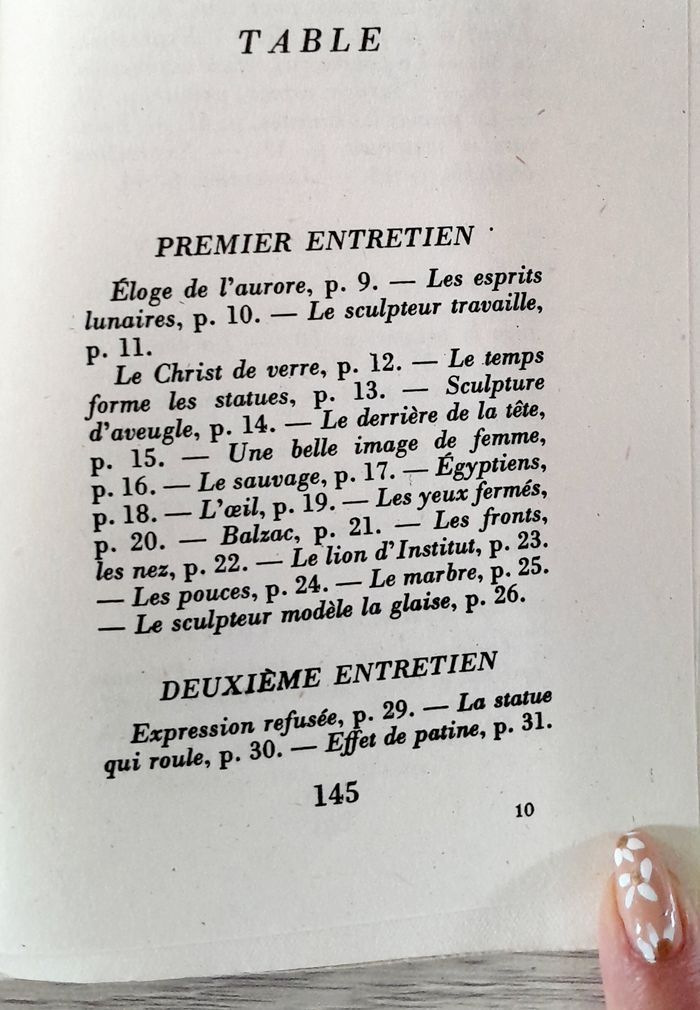 TABLE
PREMIER ENTRETIEN
Éloge de l'aurore, p. 9. — Les esprits
lunaires, p. 10. — Le sculpteur travaille,
p. 11.
Le Christ de verre, p. 12. — Le temps
forme les statues, p. 13. — Sculpture
d'aveugle, p. 14. — Le derrière de la tête,
p. 15. — Une belle image de femme,
p. 16. — Le sauvage, p. 17. — Égyptiens,
p. 18. — L'œil, p. 19. — Les yeux fermés,
p. 20. — Balzac, p. 21. — Les fronts,
les nez, p. 22. — Le lion d'Institut, p. 23.
— Les pouces, p. 24. — Le marbre, p. 25.
— Le sculpteur modèle la glaise, p. 26.
DEUXIÈME ENTRETIEN
Expression refusée, p. 29. — La statue
qui roule, p. 30. — Effet de patine, p. 31.
145
10